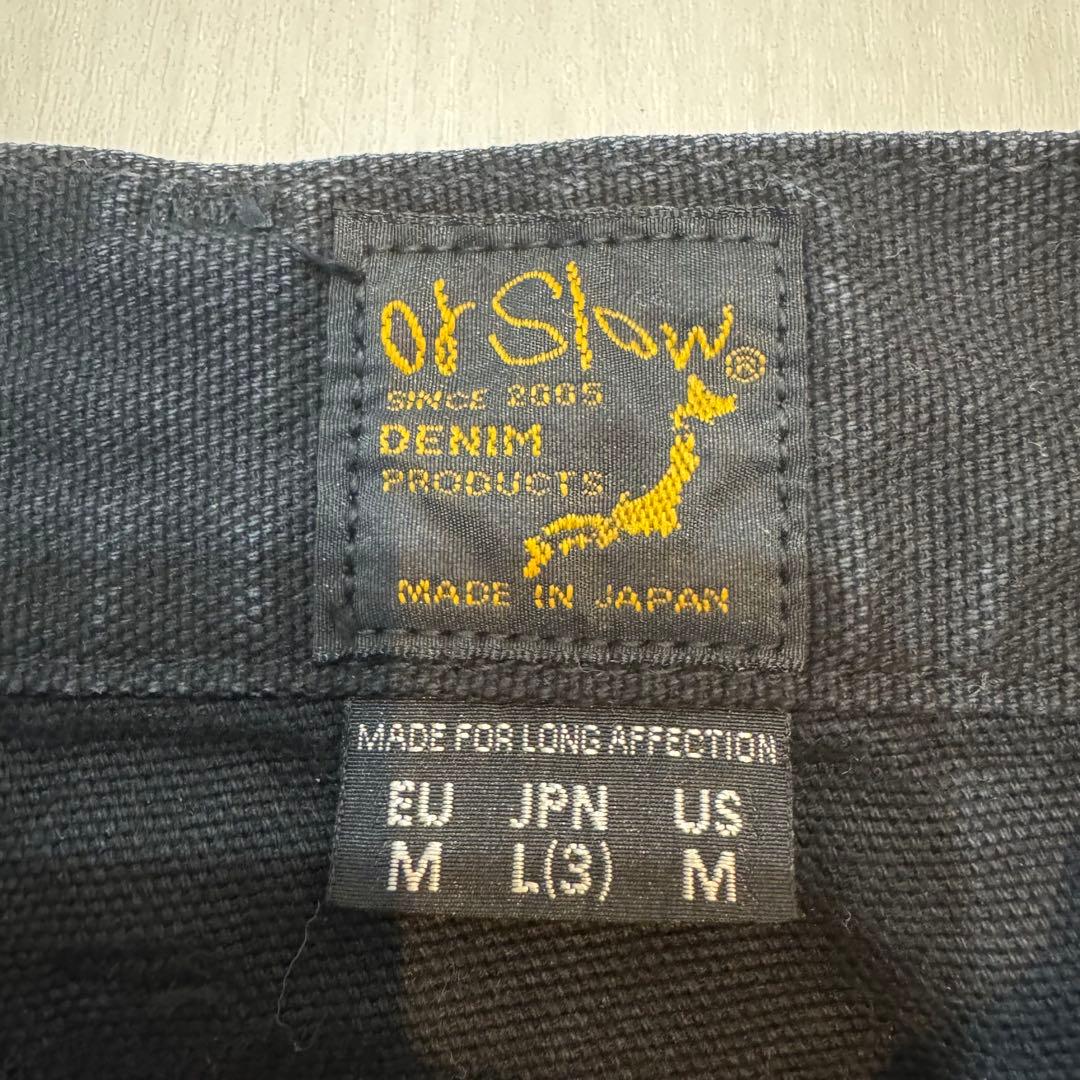 or Slow®
SINCE 2005
DENIM
PRODUCTS
MADE IN JAPAN
MADE FOR LONG AFFECTION
EU JPN US
M L(3) M